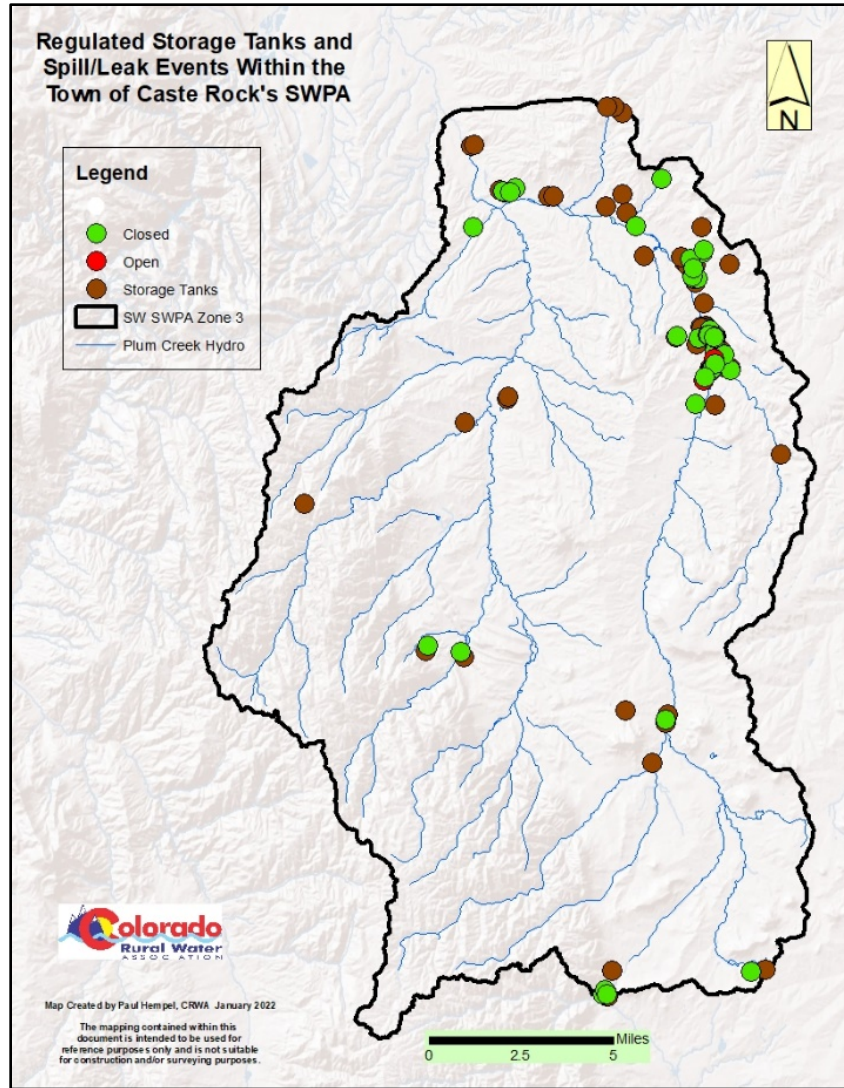 Regulated Storage Tanks and
Spill/Leak Events Within the
Town of Caste Rock's SWPA
N
Legend
Closed
Open
Storage Tanks
SW SWPA Zone 3
Plum Creek Hydro
Colorado
Rural Water
ASSOCIATION
Map Created by Paul Hempel, CRWA January 2022
The mapping contained within this
document is intended to be used for
reference purposes only and is not suitable
for construction and/or surveying purposes.
Miles
0 2.5 5